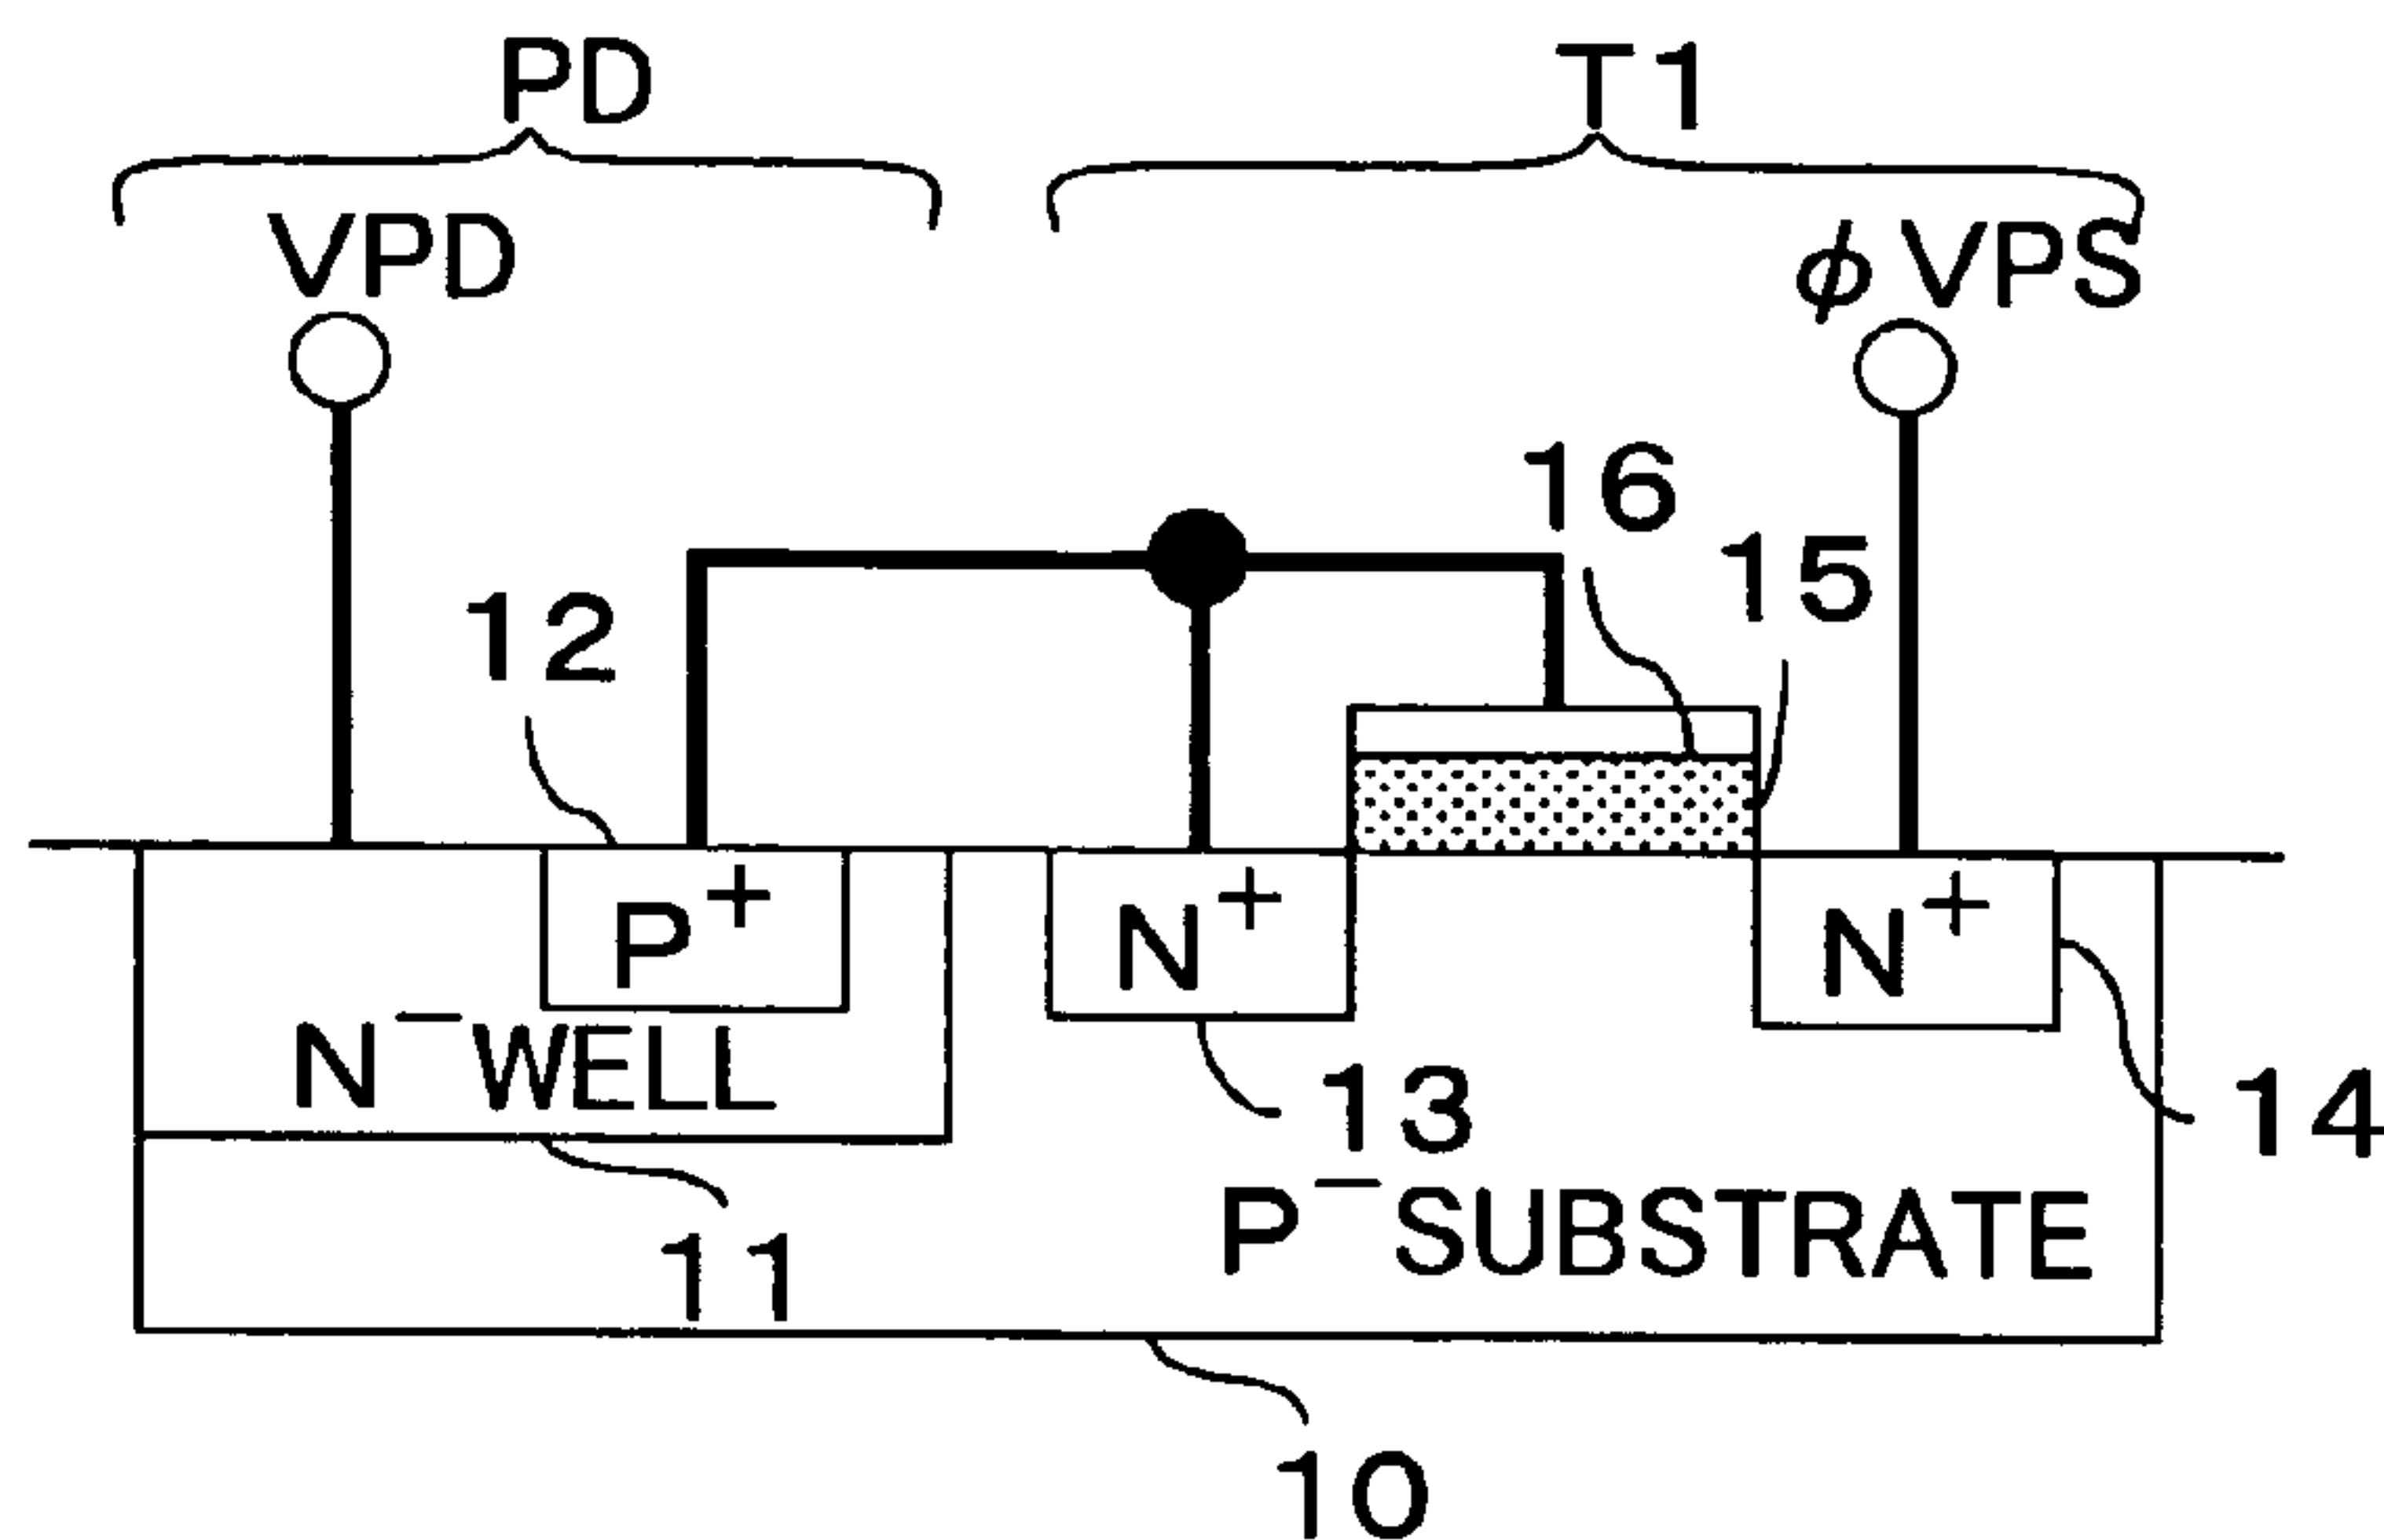 PD T1
VPD φVPS
16
15
12
P+ N+ N+
N-WELL
13
14
P-SUBSTRATE
11
10